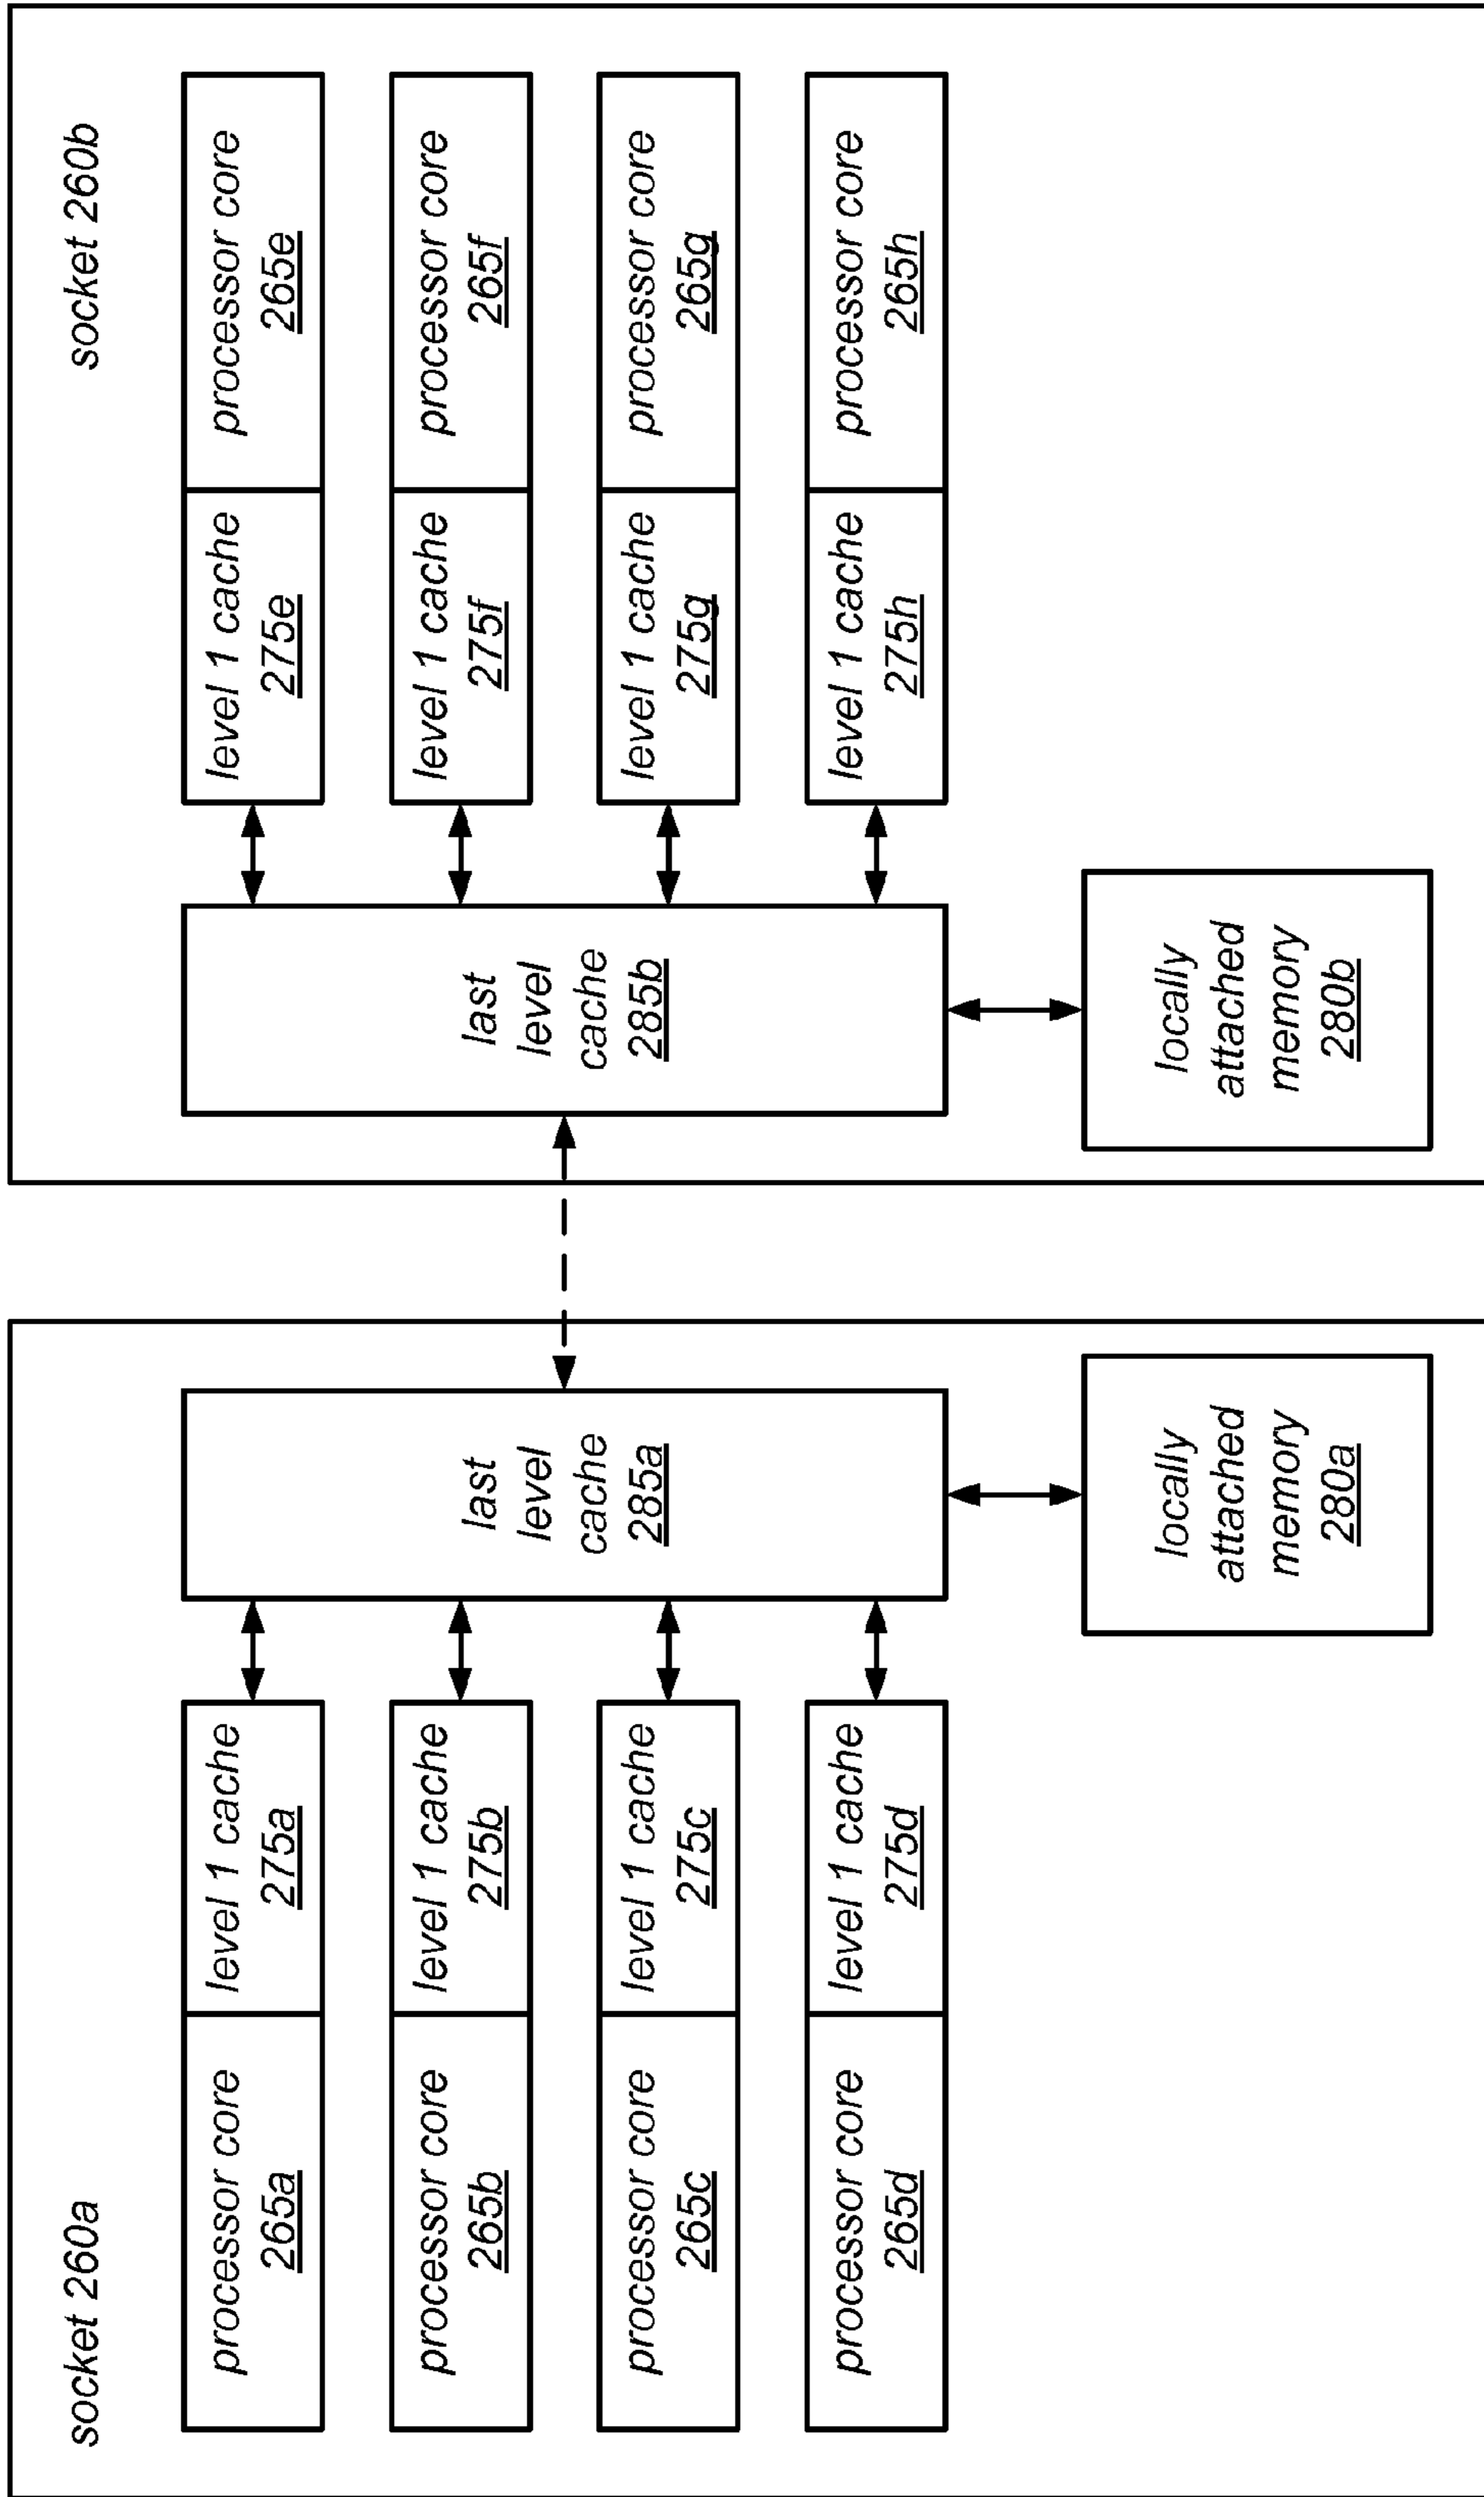 socket 260a
processor core
265a
level 1 cache
275a
processor core
265b
level 1 cache
275b
processor core
265c
level 1 cache
275c
processor core
265d
level 1 cache
275d
last
level
cache
285a
locally
attached
memory
280a
socket 260b
last
level
cache
285b
level 1 cache
275e
processor core
265e
level 1 cache
275f
processor core
265f
level 1 cache
275g
processor core
265g
level 1 cache
275h
processor core
265h
locally
attached
memory
280b